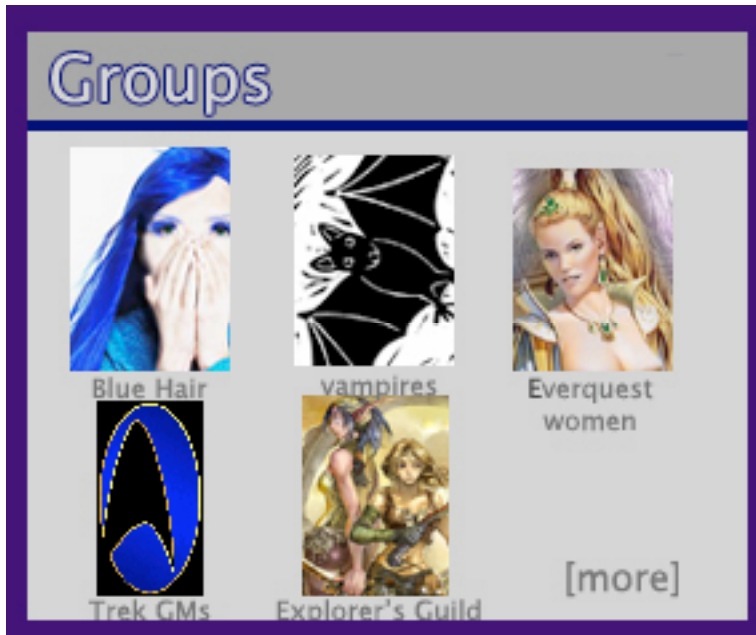 Groups
Blue Hair
vampires
Everquest
women
Trek GMs
Explorer's Guild
[more]